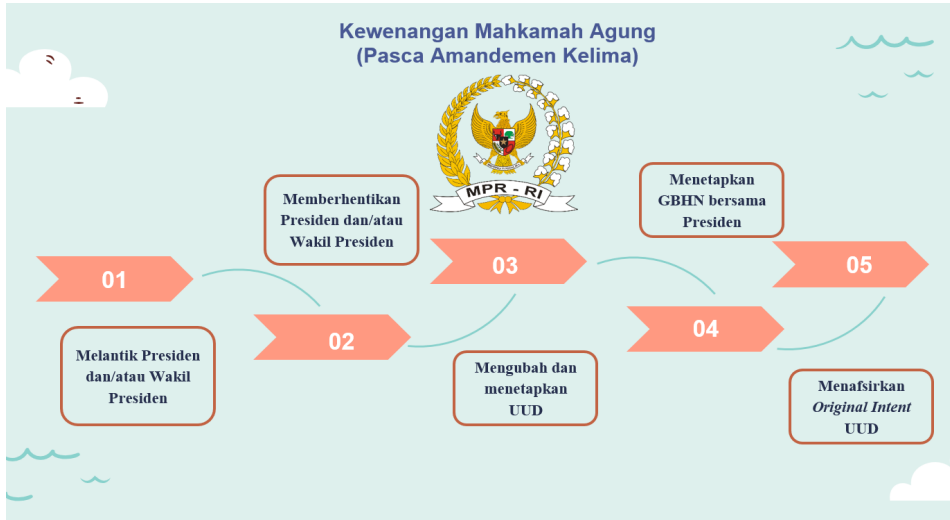 Kewenangan Mahkamah Agung
(Pasca Amandemen Kelima)
MPR - RI
01
Melantik Presiden
dan/atau Wakil
Presiden
02
Memberhentikan
Presiden dan/atau
Wakil Presiden
03
Mengubah dan
menetapkan
UUD
04
Menetapkan
GBHN bersama
Presiden
05
Menafsirkan
Original Intent
UUD